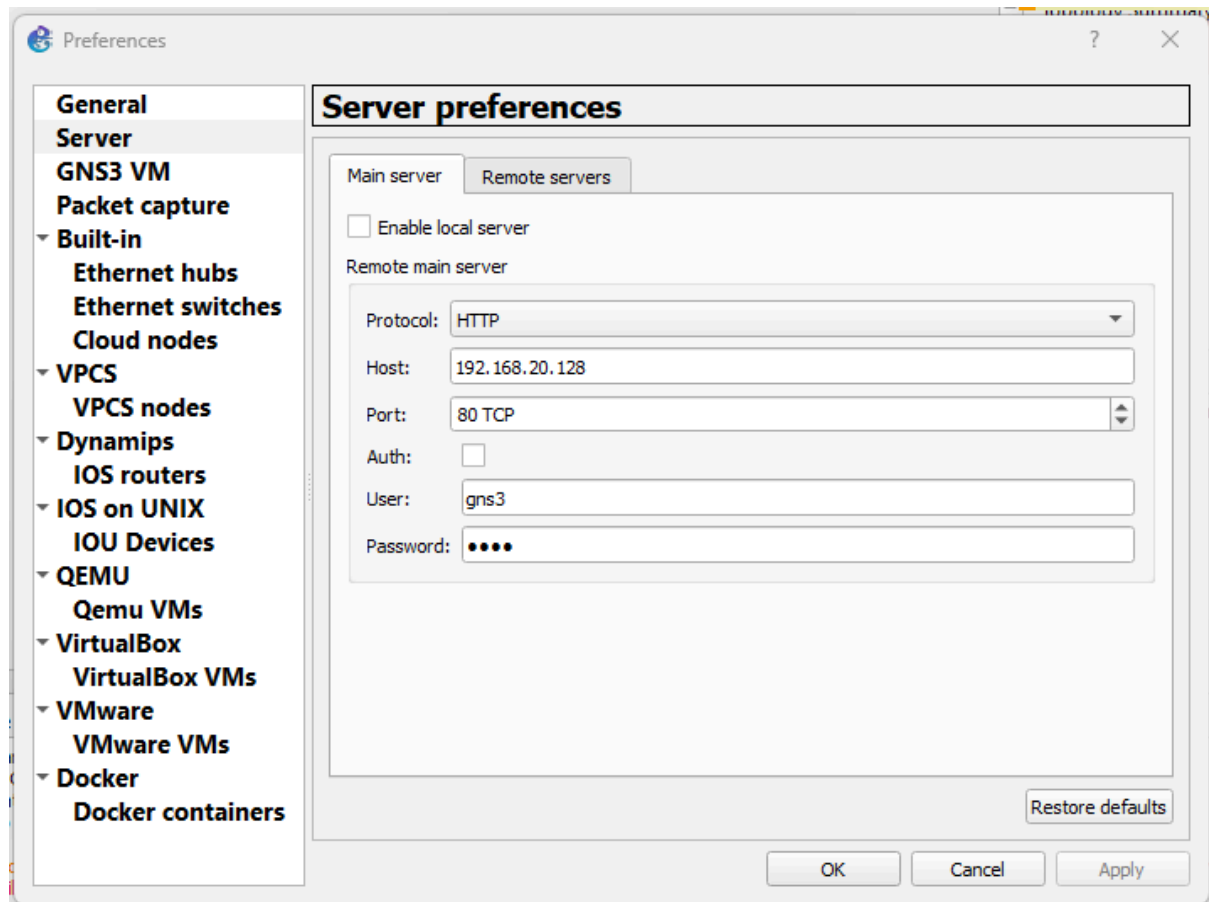 topology_summary
Preferences
?
General
Server
GNS3 VM
Packet capture
Built-in
Ethernet hubs
Ethernet switches
Cloud nodes
VPCS
VPCS nodes
Dynamips
IOS routers
IOS on UNIX
IOU Devices
QEMU
Qemu VMs
VirtualBox
VirtualBox VMs
VMware
VMware VMs
Docker
Docker containers
Server preferences
Main server
Remote servers
Enable local server
Remote main server
Protocol: HTTP
Host: 192.168.20.128
Port: 80 TCP
Auth:
User: gns3
Password: ●●●●
Restore defaults
OK
Cancel
Apply